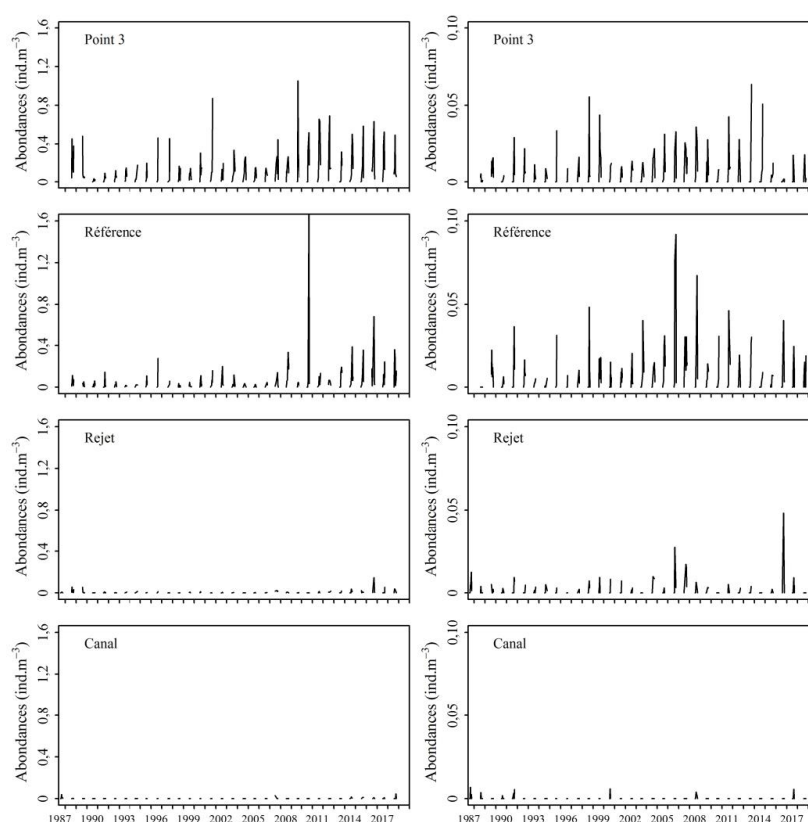 Abondances (ind.m⁻³)
1,6
1,2
0,8
0,4
0
Point 3
Abondances (ind.m⁻³)
0,10
0,05
0
Point 3
Abondances (ind.m⁻³)
1,6
1,2
0,8
0,4
0
Référence
Abondances (ind.m⁻³)
0,10
0,05
0
Référence
Abondances (ind.m⁻³)
1,6
1,2
0,8
0,4
0
Rejet
Abondances (ind.m⁻³)
0,10
0,05
0
Rejet
Abondances (ind.m⁻³)
1,6
1,2
0,8
0,4
0
Canal
Abondances (ind.m⁻³)
0,10
0,05
0
Canal
1987 1990 1993 1996 1999 2002 2005 2008 2011 2014 2017
1987 1990 1993 1996 1999 2002 2005 2008 2011 2014 2017